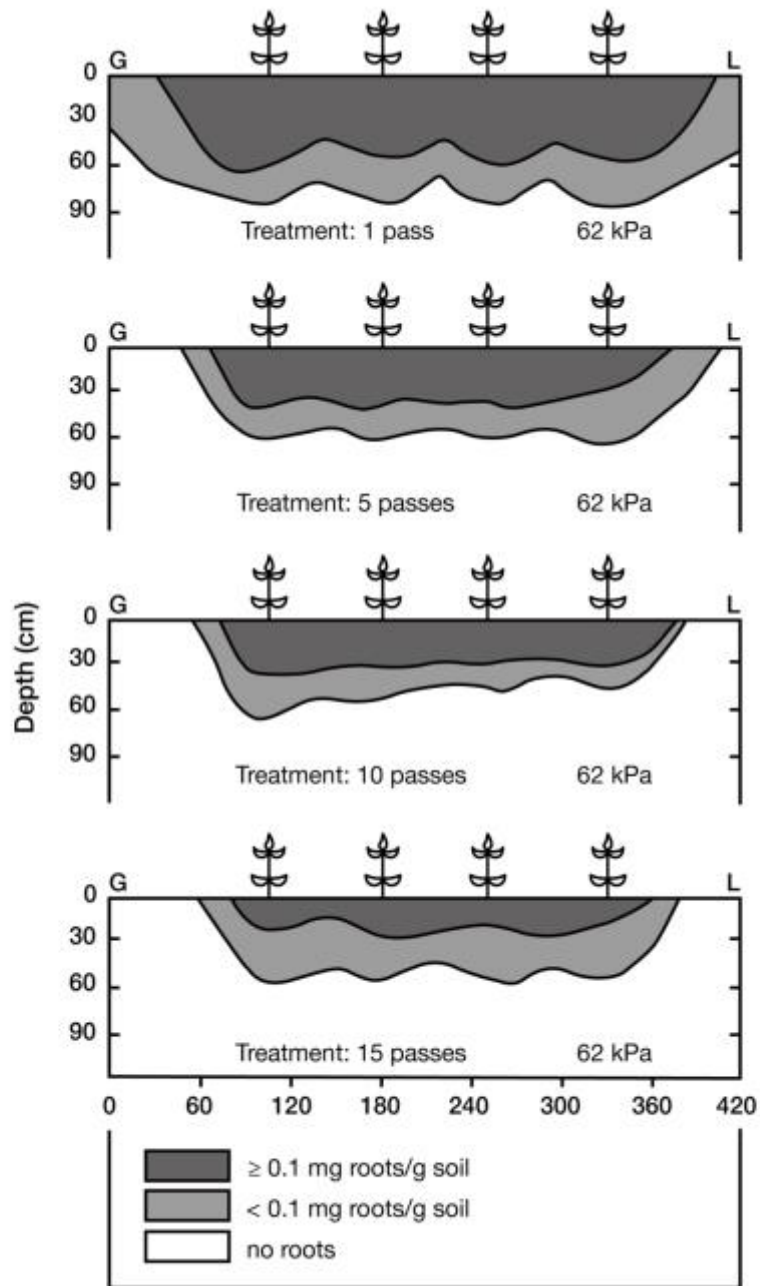 G L
0
30
60
90
Treatment: 1 pass 62 kPa
G L
0
30
60
90
Treatment: 5 passes 62 kPa
G L
0
30
60
90
Treatment: 10 passes 62 kPa
Depth (cm)
G L
0
30
60
90
Treatment: 15 passes 62 kPa
0 60 120 180 240 300 360 420
≥ 0.1 mg roots/g soil
< 0.1 mg roots/g soil
no roots